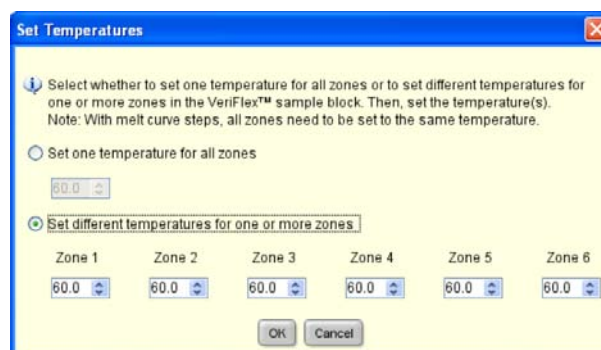 Set Temperatures
Select whether to set one temperature for all zones or to set different temperatures for
one or more zones in the VeriFlex™ sample block. Then, set the temperature(s).
Note: With melt curve steps, all zones need to be set to the same temperature.
Set one temperature for all zones
60.0
Set different temperatures for one or more zones
Zone 1 Zone 2 Zone 3 Zone 4 Zone 5 Zone 6
60.0 60.0 60.0 60.0 60.0 60.0
OK Cancel